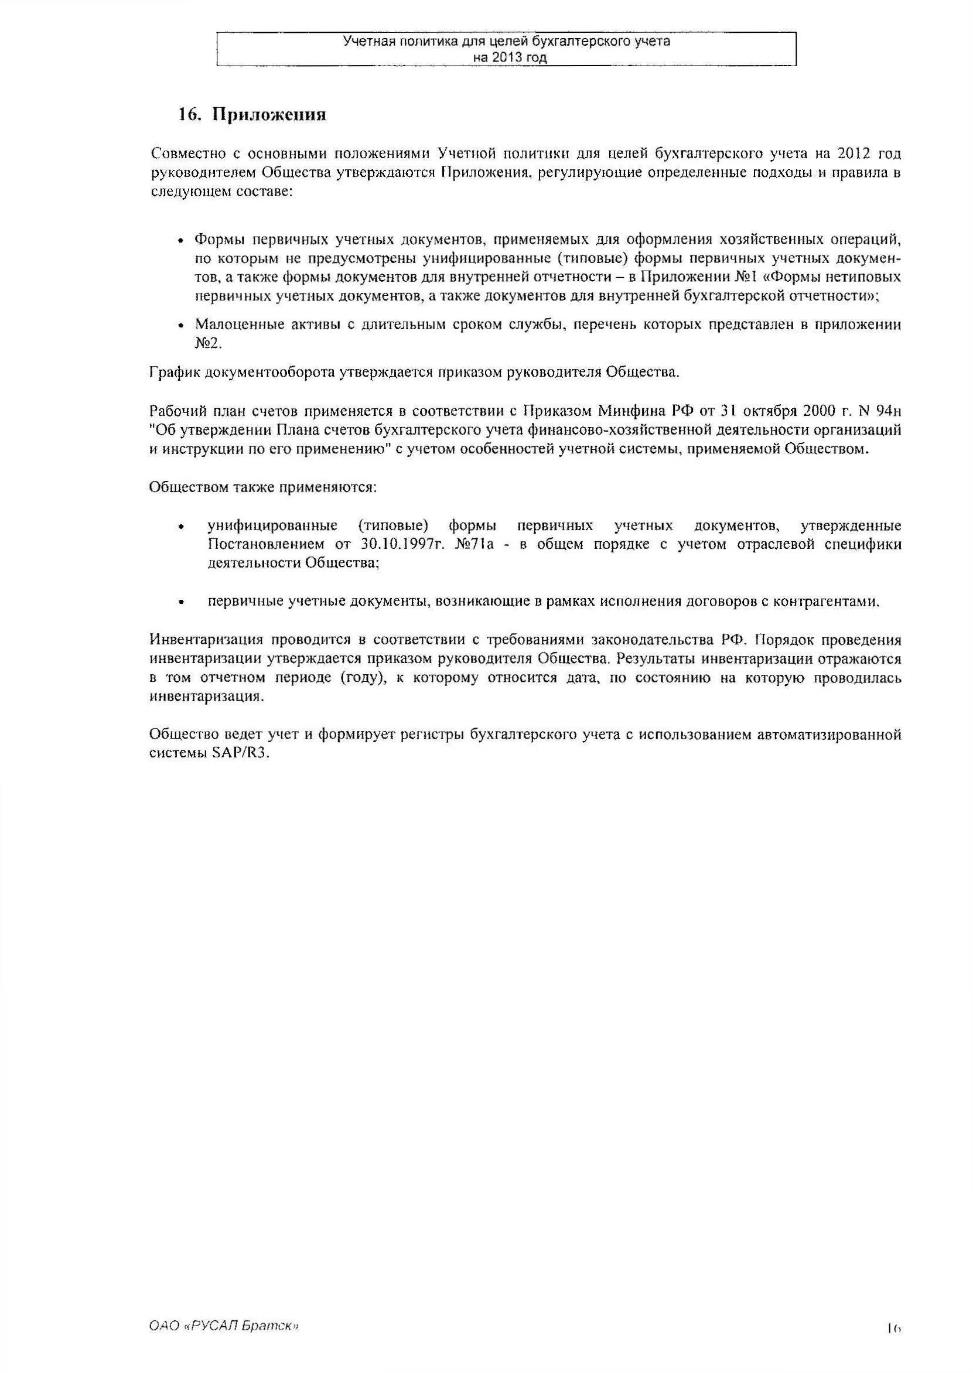 Учетная политика для целей бухгалтерского учета
на 2013 год
16. Приложения
Совместно с основными положениями Учетной политики для целей бухгалтерского учета на 2012 год
руководителем Общества утверждаются Приложения, регулирующие определенные подходы и правила в
следующем составе:
• Формы первичных учетных документов, применяемых для оформления хозяйственных операций,
по которым не предусмотрены унифицированные (типовые) формы первичных учетных докумен-
тов, а также формы документов для внутренней отчетности – в Приложении №1 «Формы нетиповых
первичных учетных документов, а также документов для внутренней бухгалтерской отчетности»;
• Малоценные активы с длительным сроком службы, перечень которых представлен в приложении
№2.
График документооборота утверждается приказом руководителя Общества.
Рабочий план счетов применяется в соответствии с Приказом Минфина РФ от 31 октября 2000 г. N 94н
"Об утверждении Плана счетов бухгалтерского учета финансово-хозяйственной деятельности организаций
и инструкции по его применению" с учетом особенностей учетной системы, применяемой Обществом.
Обществом также применяются:
• унифицированные (типовые) формы первичных учетных документов, утвержденные
Постановлением от 30.10.1997г. №71а - в общем порядке с учетом отраслевой специфики
деятельности Общества;
• первичные учетные документы, возникающие в рамках исполнения договоров с контрагентами.
Инвентаризация проводится в соответствии с требованиями законодательства РФ. Порядок проведения
инвентаризации утверждается приказом руководителя Общества. Результаты инвентаризации отражаются
в том отчетном периоде (году), к которому относится дата, по состоянию на которую проводилась
инвентаризация.
Общество ведет учет и формирует регистры бухгалтерского учета с использованием автоматизированной
системы SAP/R3.
ОАО «РУСАЛ Братск»
16